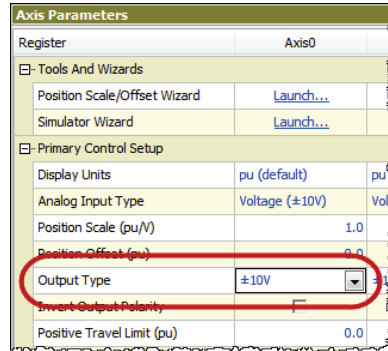 Axis Parameters
Register Axis0
Tools And Wizards
Position Scale/Offset Wizard Launch...
Simulator Wizard Launch...
Primary Control Setup
Display Units pu (default) pu
Analog Input Type Voltage (±10V) Vol
Position Scale (pu/V) 1.0
Position Offset (pu) 0.0
Output Type ±10V
Invert Output Polarity
Positive Travel Limit (pu) 0.0